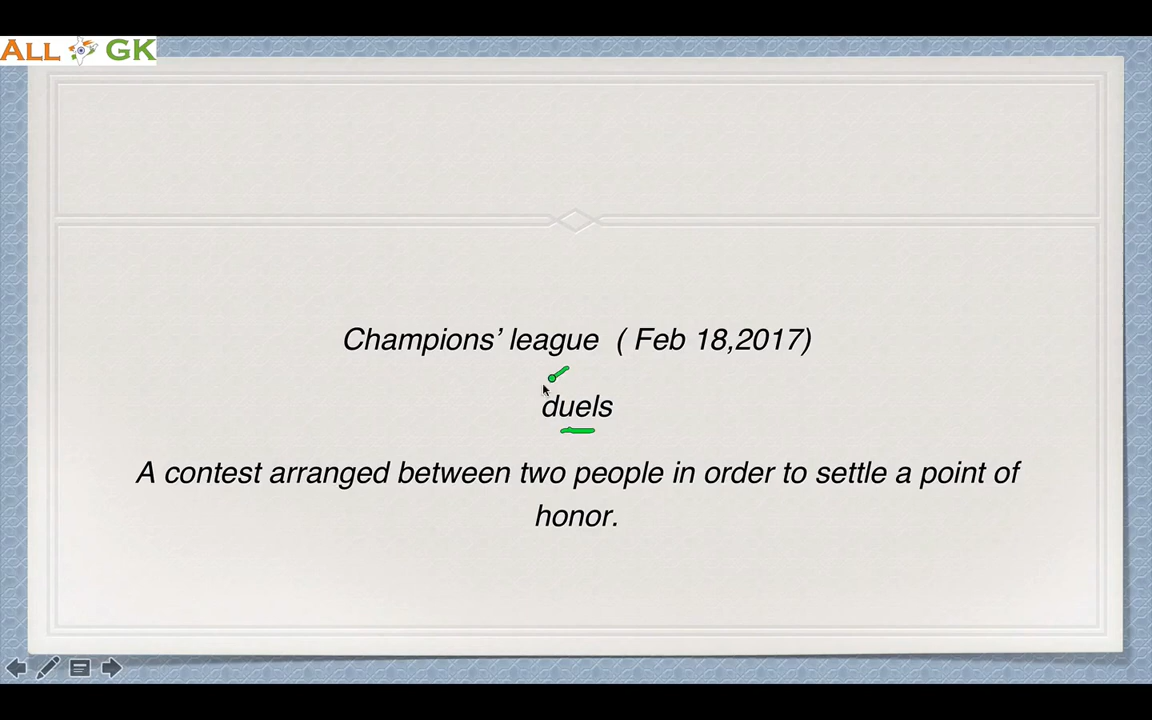 ALL GK
Champions’ league ( Feb 18,2017)
duels
A contest arranged between two people in order to settle a point of
honor.